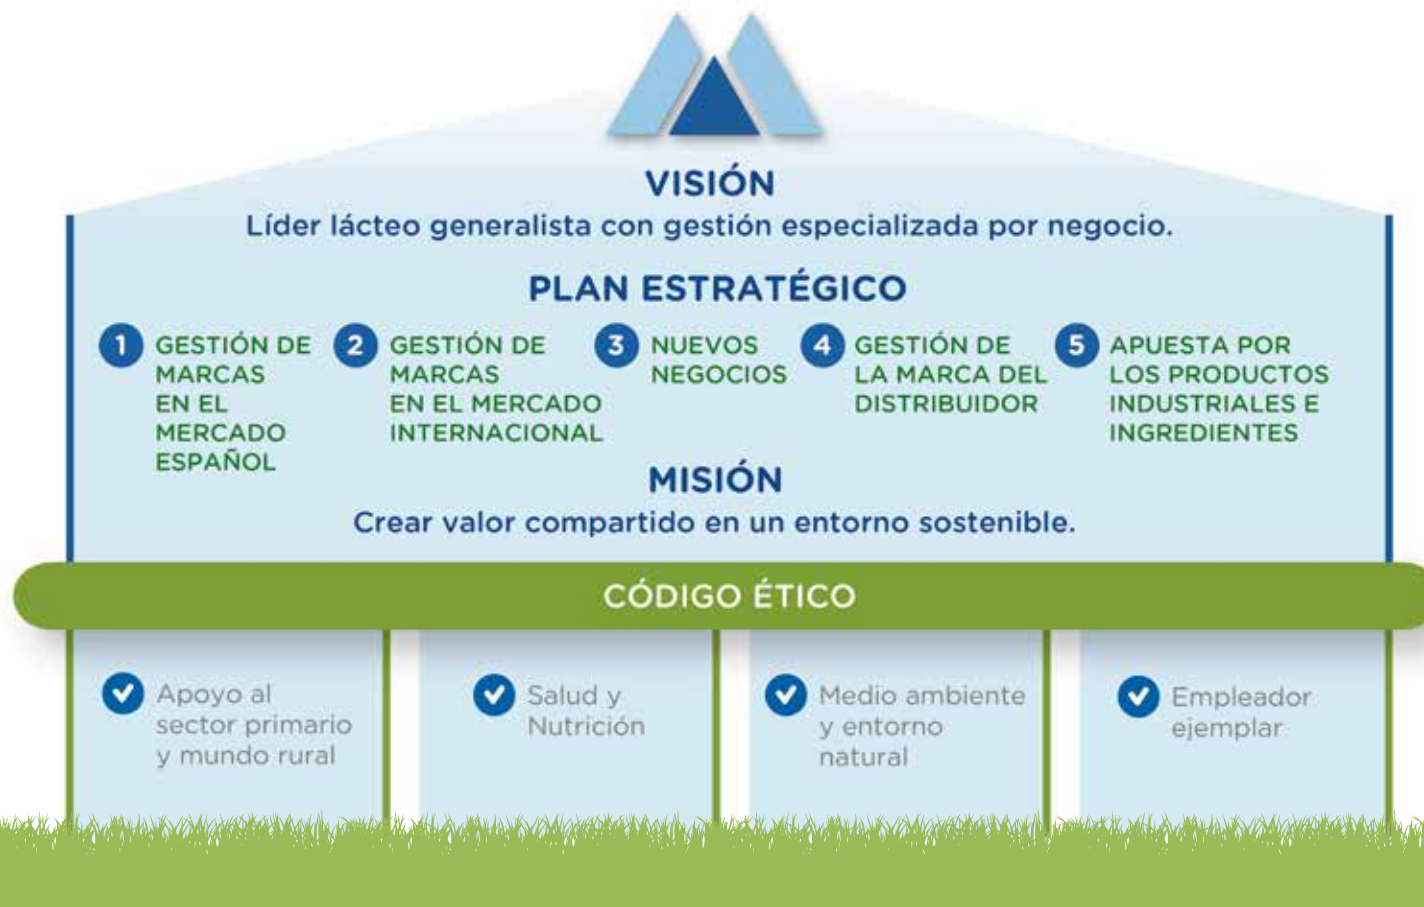 VISIÓN
Líder lácteo generalista con gestión especializada por negocio.
PLAN ESTRATÉGICO
1
GESTIÓN DE
MARCAS
EN EL
MERCADO
ESPAÑOL
2
GESTIÓN DE
MARCAS
EN EL MERCADO
INTERNACIONAL
3
NUEVOS
NEGOCIOS
4
GESTIÓN DE
LA MARCA DEL
DISTRIBUIDOR
5
APUESTA POR
LOS PRODUCTOS
INDUSTRIALES E
INGREDIENTES
MISIÓN
Crear valor compartido en un entorno sostenible.
CÓDIGO ÉTICO
Apoyo al
sector primario
y mundo rural
Salud y
Nutrición
Medio ambiente
y entorno
natural
Empleador
ejemplar